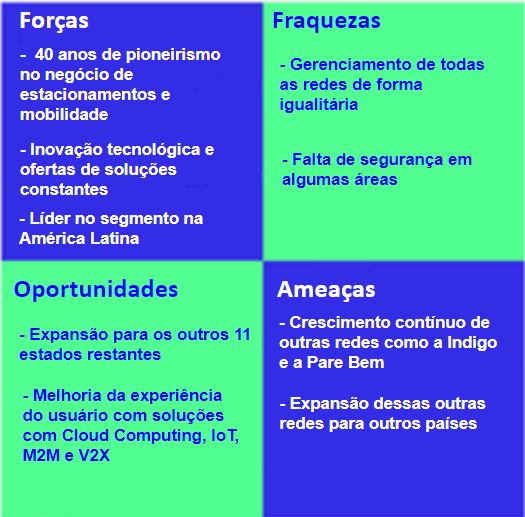 Forças
- 40 anos de pioneirismo
no negócio de
estacionamentos e
mobilidade
- Inovação tecnológica e
ofertas de soluções
constantes
- Líder no segmento na
América Latina
Fraquezas
- Gerenciamento de todas
as redes de forma
igualitária
- Falta de segurança em
algumas áreas
Oportunidades
- Expansão para os outros 11
estados restantes
- Melhoria da experiência
do usuário com soluções
com Cloud Computing, IoT,
M2M e V2X
Ameaças
- Crescimento contínuo de
outras redes como a Indigo
e a Pare Bem
- Expansão dessas outras
redes para outros países